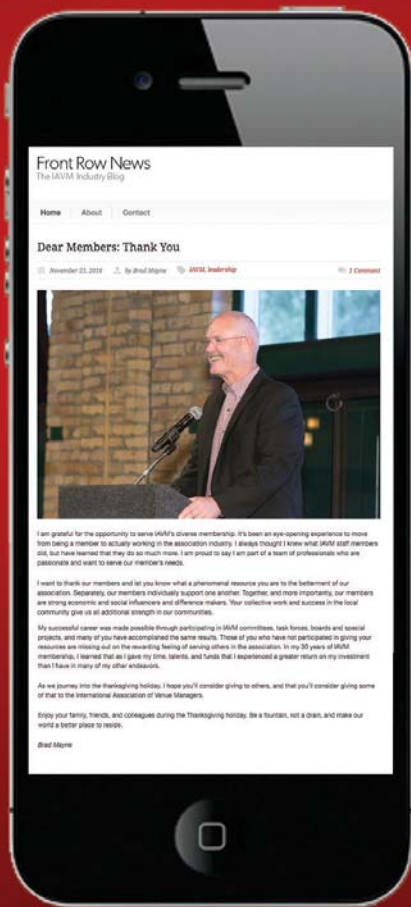 Front Row News
The IAVM Industry Blog
Home
About
Contact
Dear Members: Thank You
November 21, 2018
by Brad Mayne
IAVM, leadership
1 Comment
I am grateful for the opportunity to serve IAVM's diverse membership. It's been an eye-opening experience to move
from being a member to actually working in the association industry. I always thought I knew what IAVM staff members
did, but have learned that they do so much more. I am proud to say I am part of a team of professionals who are
passionate and want to serve our member's needs.
I want to thank our members and let you know what a phenomenal resource you are to the betterment of our
association. Separately, our members individually support one another. Together, and more importantly, our members
are strong economic and social influencers and difference makers. Your collective work and success in the local
community give us all additional strength in our communities.
My successful career was made possible through participating in IAVM committees, task forces, boards and special
projects, and many of you have accomplished the same results. Those of you who have not participated in giving your
resources are missing out on the rewarding feeling of serving others in the association. In my 30 years of IAVM
membership, I learned that as I gave my time, talents, and funds that I experienced a greater return on my investment
than I have in many of my other endeavors.
As we journey into the thanksgiving holiday, I hope you'll consider giving to others, and that you'll consider giving some
of that to the International Association of Venue Managers.
Enjoy your family, friends, and colleagues during the Thanksgiving holiday. Be a fountain, not a drain, and make our
world a better place to reside.
Brad Mayne